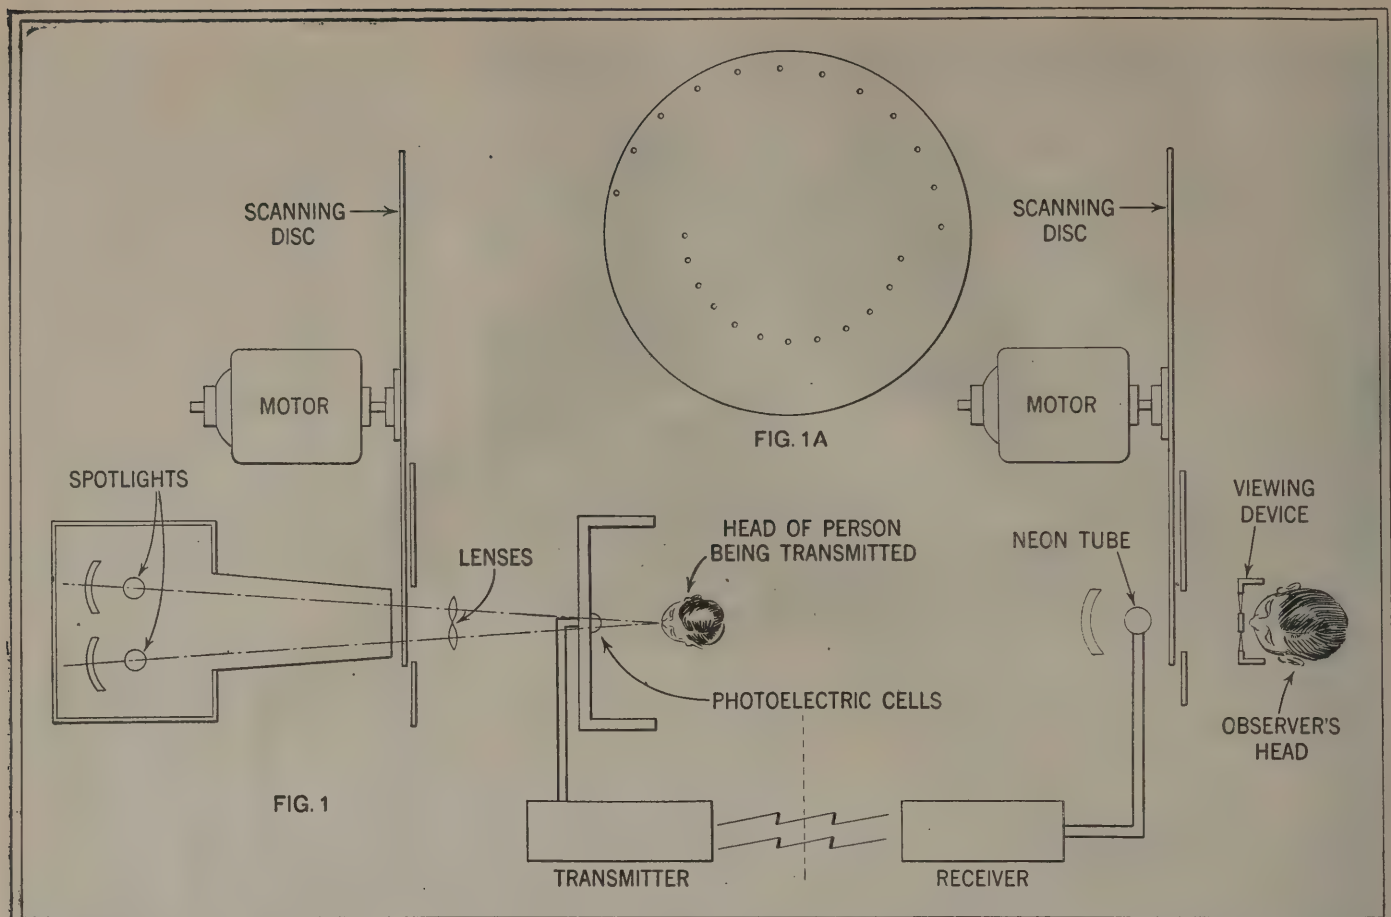 SCANNING
DISC
SCANNING
DISC
MOTOR
MOTOR
FIG. 1A
SPOTLIGHTS
VIEWING
DEVICE
HEAD OF PERSON
BEING TRANSMITTED
NEON TUBE
LENSES
PHOTOELECTRIC CELLS
OBSERVER'S
HEAD
FIG. 1
TRANSMITTER
RECEIVER